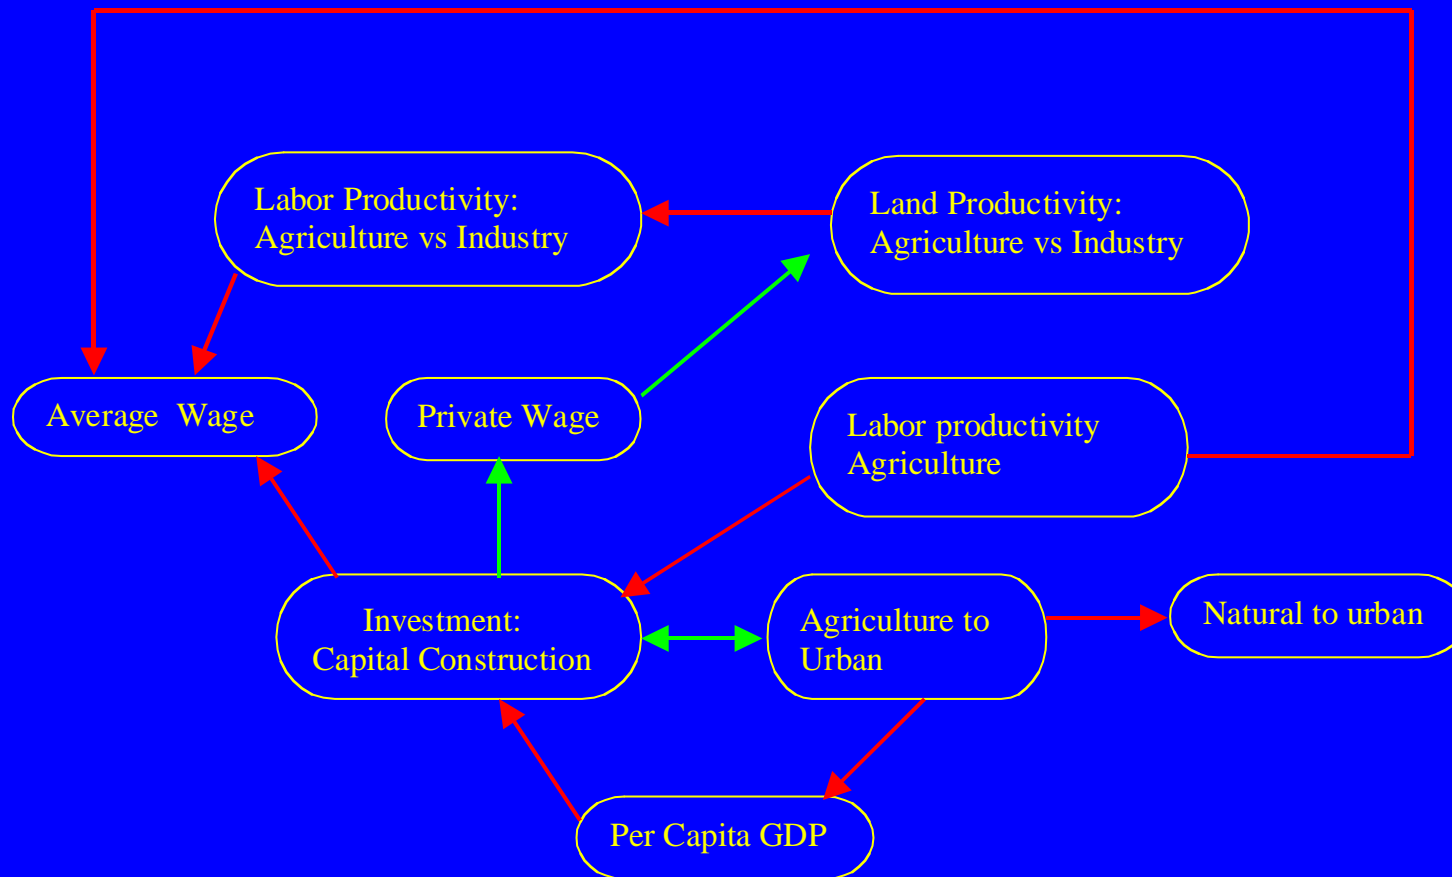 Labor Productivity:
Agriculture vs Industry
Land Productivity:
Agriculture vs Industry
Average Wage
Private Wage
Labor productivity
Agriculture
Investment:
Capital Construction
Agriculture to
Urban
Natural to urban
Per Capita GDP